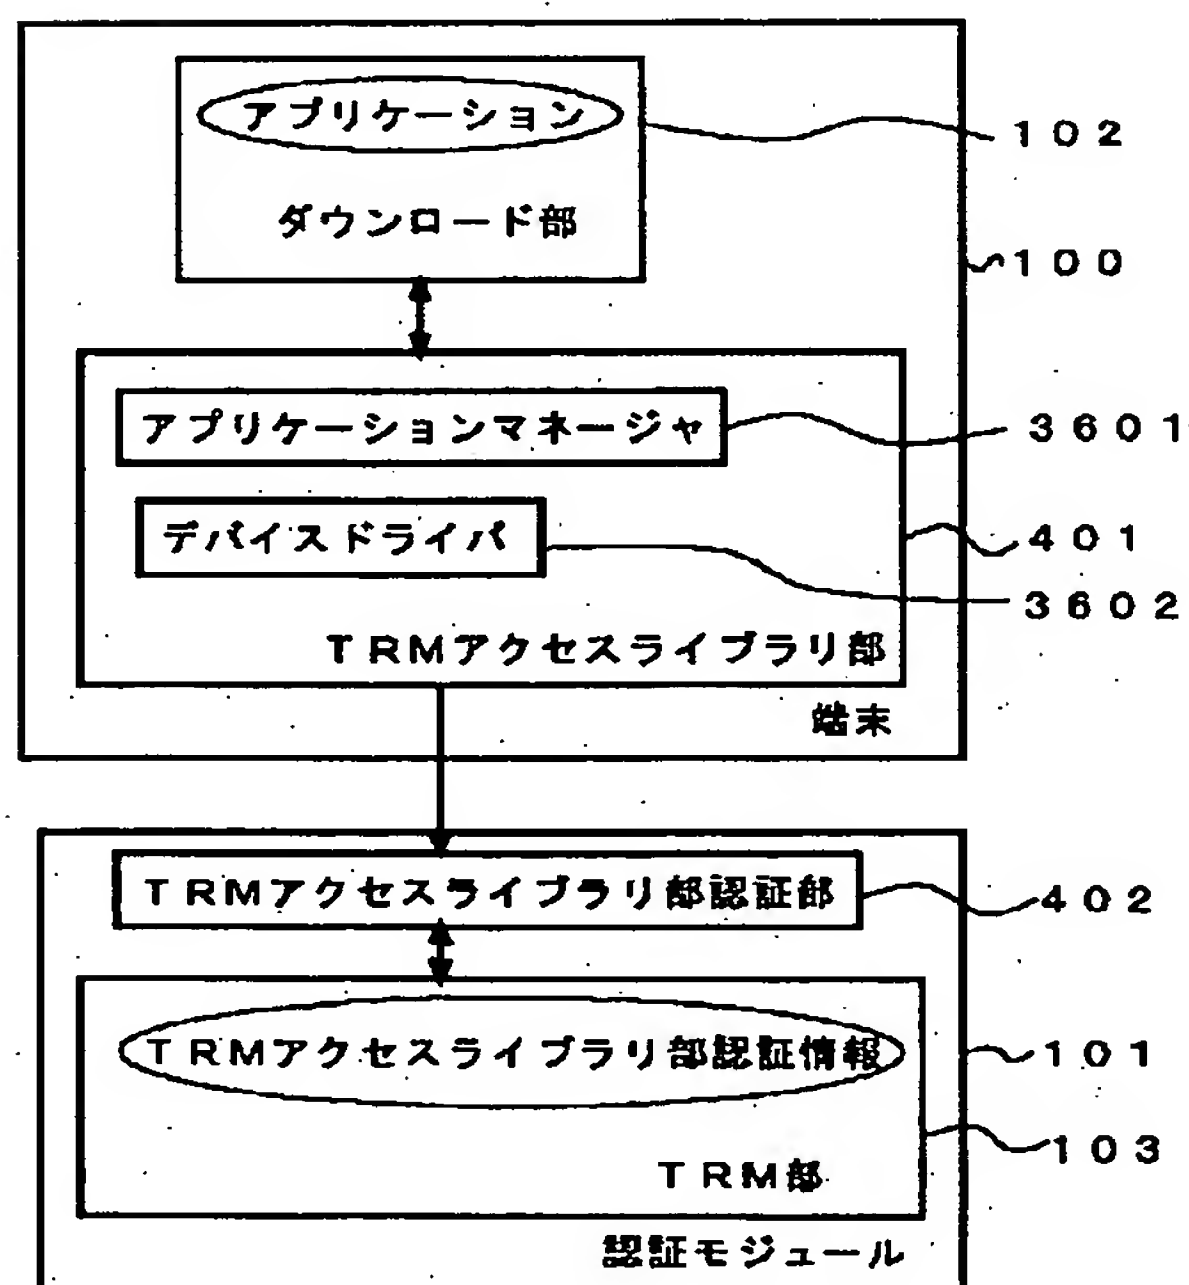 アプリケーション
102
ダウンロード部
100
アプリケーションマネージャ
3601
デバイスドライバ
401
3602
TRMアクセスライブラリ部
端末
TRMアクセスライブラリ部認証部
402
TRMアクセスライブラリ部認証情報
101
103
TRM部
認証モジュール